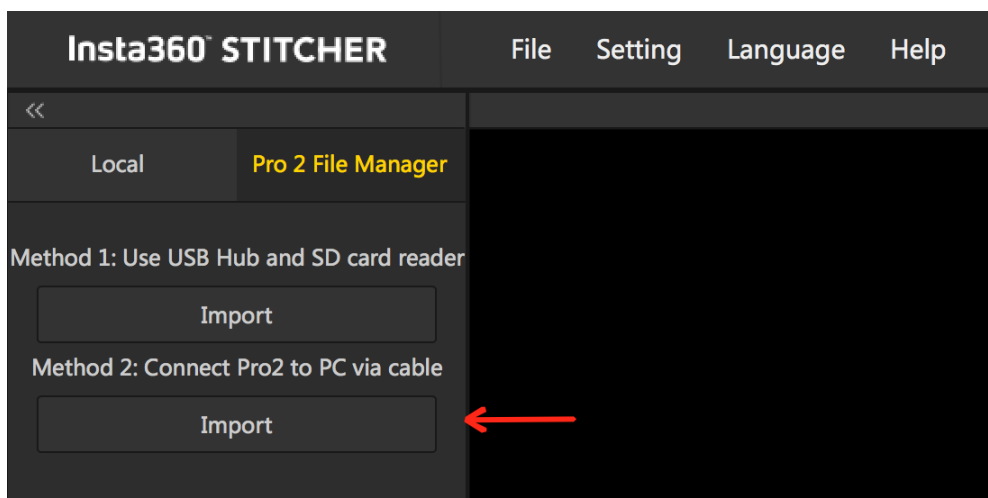 Insta360™ STITCHER File Setting Language Help
<<
Local Pro 2 File Manager
Method 1: Use USB Hub and SD card reader
Import
Method 2: Connect Pro2 to PC via cable
Import